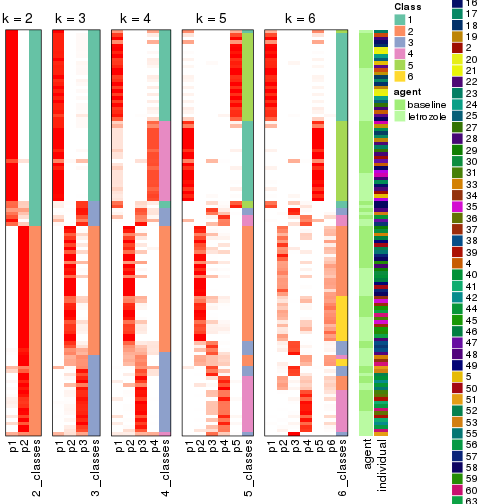 k = 2
k = 3
k = 4
k = 5
k = 6
p1
p2
2_classes
p1
p2
p3
3_classes
p1
p2
p3
p4
4_classes
p1
p2
p3
p4
p5
5_classes
p1
p2
p3
p4
p5
p6
6_classes
agent
individual
Class
1
2
3
4
5
6
agent
baseline
letrozole
16
17
18
19
2
20
21
22
23
24
25
27
28
29
30
31
33
34
35
36
37
38
39
4
40
41
42
44
45
46
47
48
49
5
50
51
52
53
55
56
57
58
59
60
63